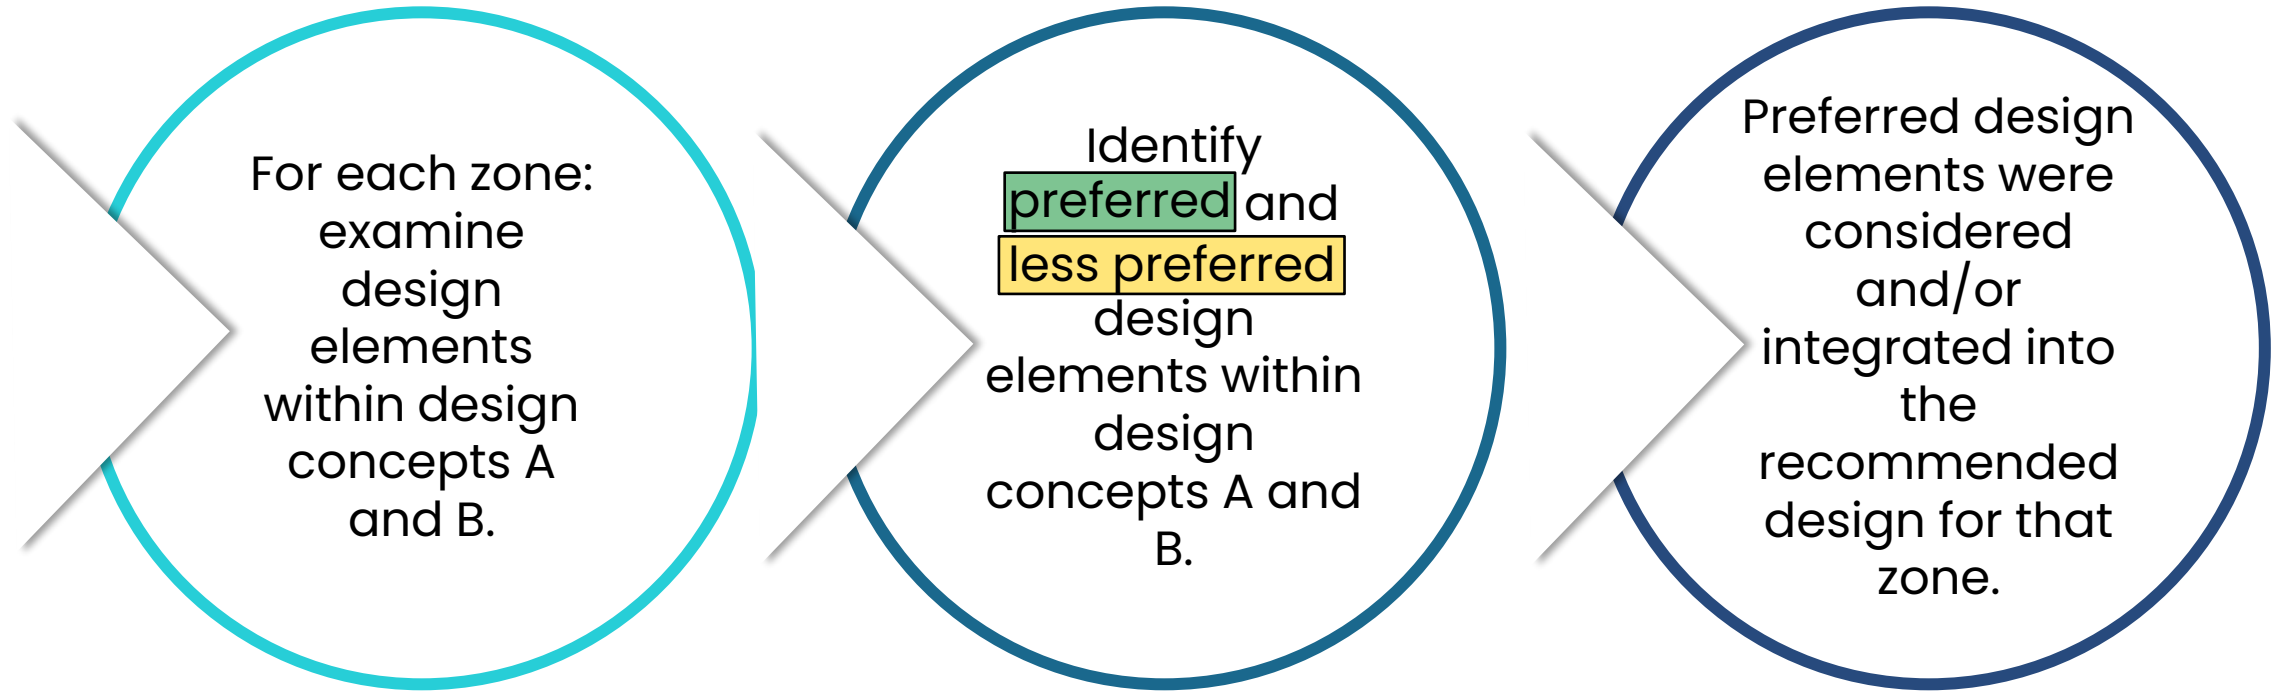 For each zone:
examine
design
elements
within design
concepts A
and B.
Identify
preferred and
less preferred
design
elements within
design
concepts A and
B.
Preferred design
elements were
considered
and/or
integrated into
the
recommended
design for that
zone.